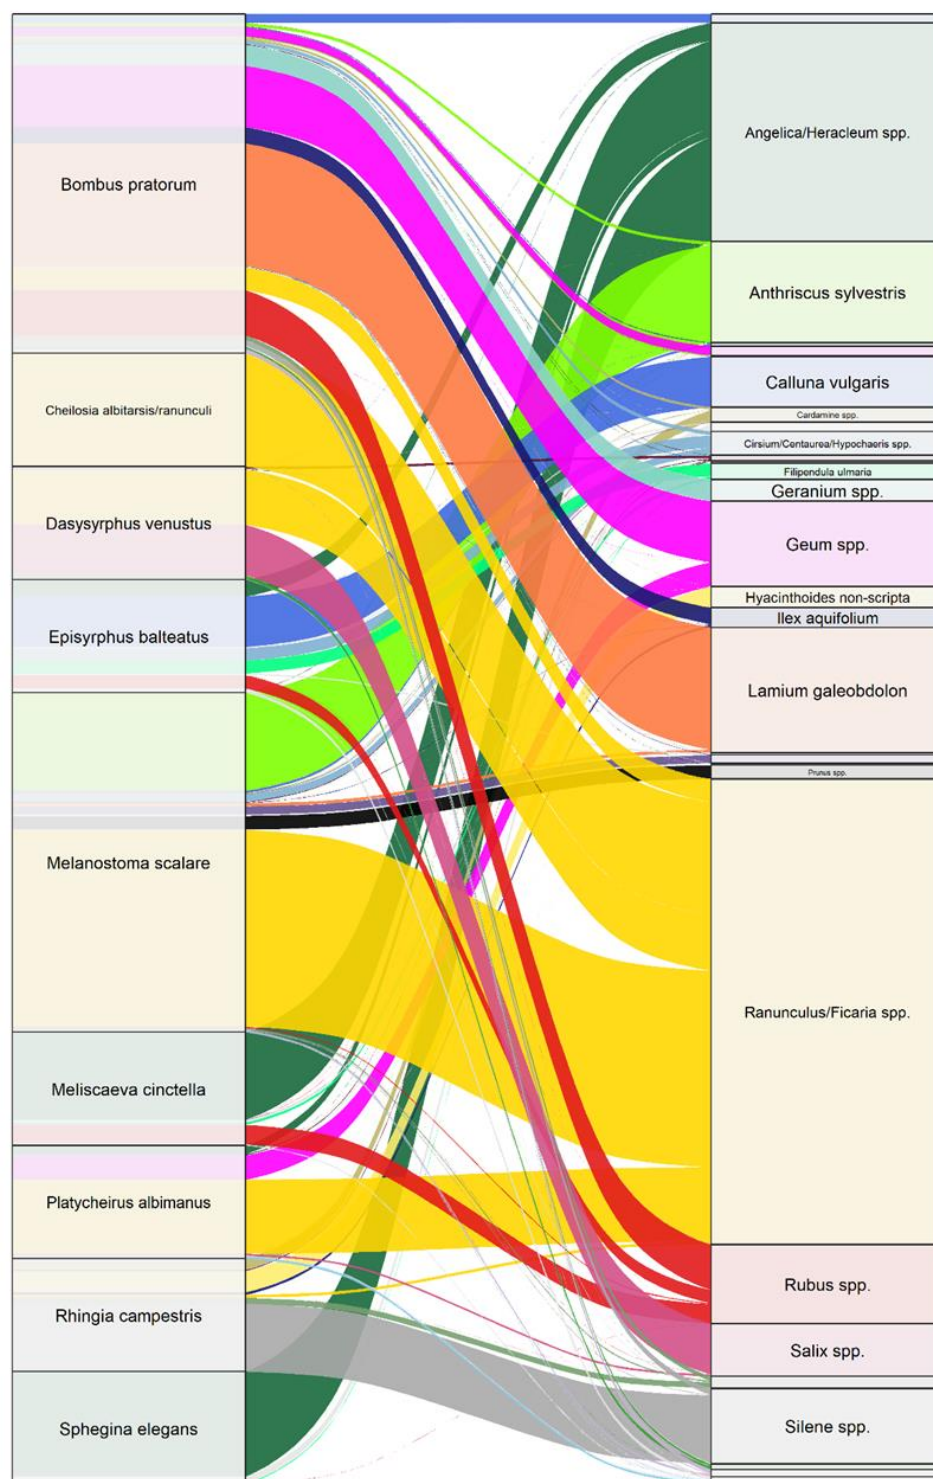 Bombus pratorum
Cheilosia albitarsis/ranunculi
Dasysyrphus venustus
Episyrphus balteatus
Melanostoma scalare
Meliscaeva cinctella
Platycheirus albimanus
Rhingia campestris
Sphegina elegans
Angelica/Heracleum spp.
Anthriscus sylvestris
Calluna vulgaris
Cardamine spp.
Cirsium/Centaurea/Hypochaeris spp.
Filipendula ulmaria
Geranium spp.
Geum spp.
Hyacinthoides non-scripta
Ilex aquifolium
Lamium galeobdolon
Prunus spp.
Ranunculus/Ficaria spp.
Rubus spp.
Salix spp.
Silene spp.